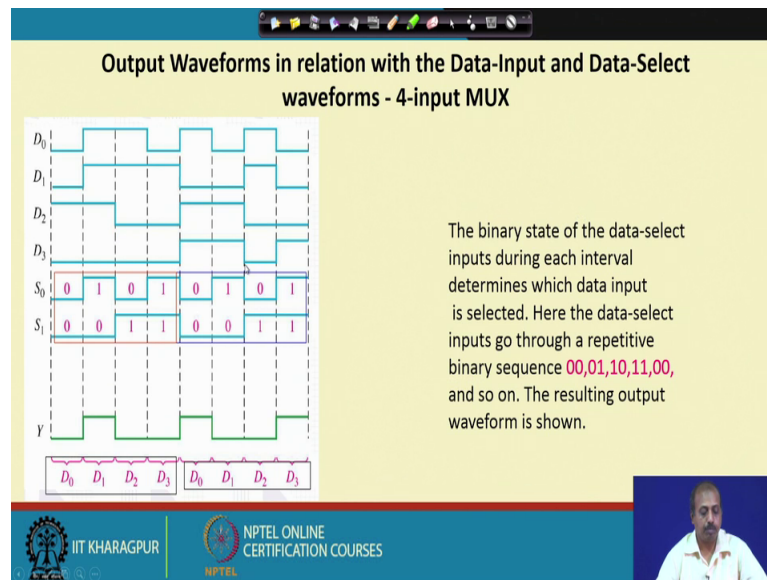 Output Waveforms in relation with the Data-Input and Data-Select
waveforms - 4-input MUX
D0
D1
D2
D3
S0 0 1 0 1 0 1 0 1
S1 0 0 1 1 0 0 1 1
Y
D0 D1 D2 D3 D0 D1 D2 D3
The binary state of the data-select
inputs during each interval
determines which data input
is selected. Here the data-select
inputs go through a repetitive
binary sequence 00,01,10,11,00,
and so on. The resulting output
waveform is shown.
IIT KHARAGPUR
NPTEL
NPTEL ONLINE
CERTIFICATION COURSES